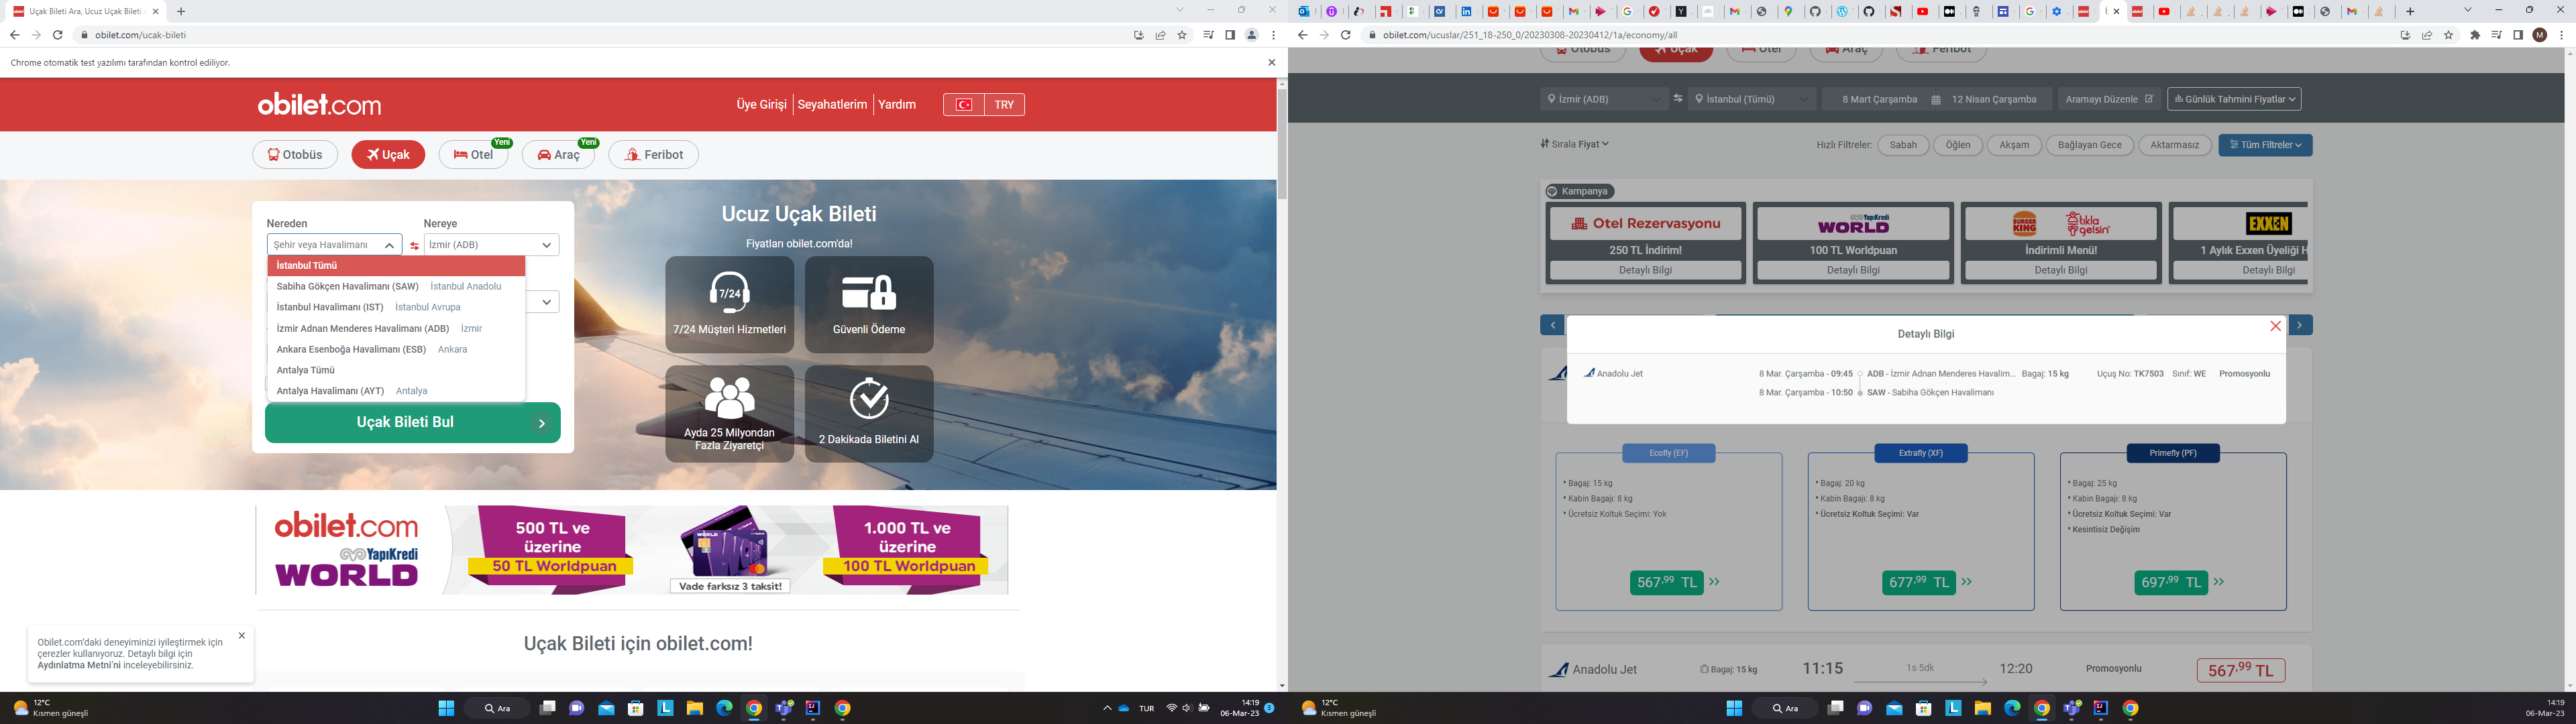 Uçak Bileti Ara, Ucuz Uçak Bileti
obilet.com/ucak-bileti
Chrome otomatik test yazılımı tarafından kontrol ediliyor.
obilet.com
Üye Girişi
Seyahatlerim
Yardım
TRY
Otobüs
Uçak
Otel
Yeni
Araç
Yeni
Feribot
Nereden
Nereye
Şehir veya Havalimanı
İzmir (ADB)
İstanbul Tümü
Sabiha Gökçen Havalimanı (SAW) İstanbul Anadolu
İstanbul Havalimanı (IST) İstanbul Avrupa
İzmir Adnan Menderes Havalimanı (ADB) İzmir
Ankara Esenboğa Havalimanı (ESB) Ankara
Antalya Tümü
Antalya Havalimanı (AYT) Antalya
Uçak Bileti Bul
Ucuz Uçak Bileti
Fiyatları obilet.com'da!
7/24
7/24 Müşteri Hizmetleri
Güvenli Ödeme
Ayda 25 Milyondan
Fazla Ziyaretçi
2 Dakikada Biletini Al
obilet.com
YapıKredi
WORLD
500 TL ve
üzerine
50 TL Worldpuan
WORLD
Vade farksız 3 taksit!
1.000 TL ve
üzerine
100 TL Worldpuan
Uçak Bileti için obilet.com!
Obilet.com'daki deneyiminizi iyileştirmek için
çerezler kullanıyoruz. Detaylı bilgi için
Aydınlatma Metni'ni inceleyebilirsiniz.
12°C
Kısmen güneşli
Ara
TUR
14:19
06-Mar-23
3
obilet.com/ucuslar/251_18-250_0/20230308-20230412/1a/economy/all
Otobüs
Uçak
Otel
Araç
Feribot
İzmir (ADB)
İstanbul (Tümü)
8 Mart Çarşamba
12 Nisan Çarşamba
Aramayı Düzenle
Günlük Tahmini Fiyatlar
Sırala Fiyat
Hızlı Filtreler:
Sabah
Öğlen
Akşam
Bağlayan Gece
Aktarmasız
Tüm Filtreler
Kampanya
Otel Rezervasyonu
250 TL İndirim!
Detaylı Bilgi
YapıKredi
WORLD
100 TL Worldpuan
Detaylı Bilgi
BURGER KING
tıkla gelsin
İndirimli Menü!
Detaylı Bilgi
EXXEN
1 Aylık Exxen Üyeliği H
Detaylı Bilgi
Detaylı Bilgi
Anadolu Jet
8 Mar. Çarşamba - 09:45 ADB - İzmir Adnan Menderes Havalim... Bagaj: 15 kg Uçuş No: TK7503 Sınıf: WE Promosyonlu
8 Mar. Çarşamba - 10:50 SAW - Sabiha Gökçen Havalimanı
Ecofly (EF)
* Bagaj: 15 kg
* Kabin Bagajı: 8 kg
* Ücretsiz Koltuk Seçimi: Yok
567,99 TL
Extrafly (XF)
* Bagaj: 20 kg
* Kabin Bagajı: 8 kg
* Ücretsiz Koltuk Seçimi: Var
677,99 TL
Primefly (PF)
* Bagaj: 25 kg
* Kabin Bagajı: 8 kg
* Ücretsiz Koltuk Seçimi: Var
* Kesintisiz Değişim
697,99 TL
Anadolu Jet
Bagaj: 15 kg
11:15
1s 5dk
12:20
Promosyonlu
567,99 TL
12°C
Kısmen güneşli
Ara
14:19
06-Mar-23